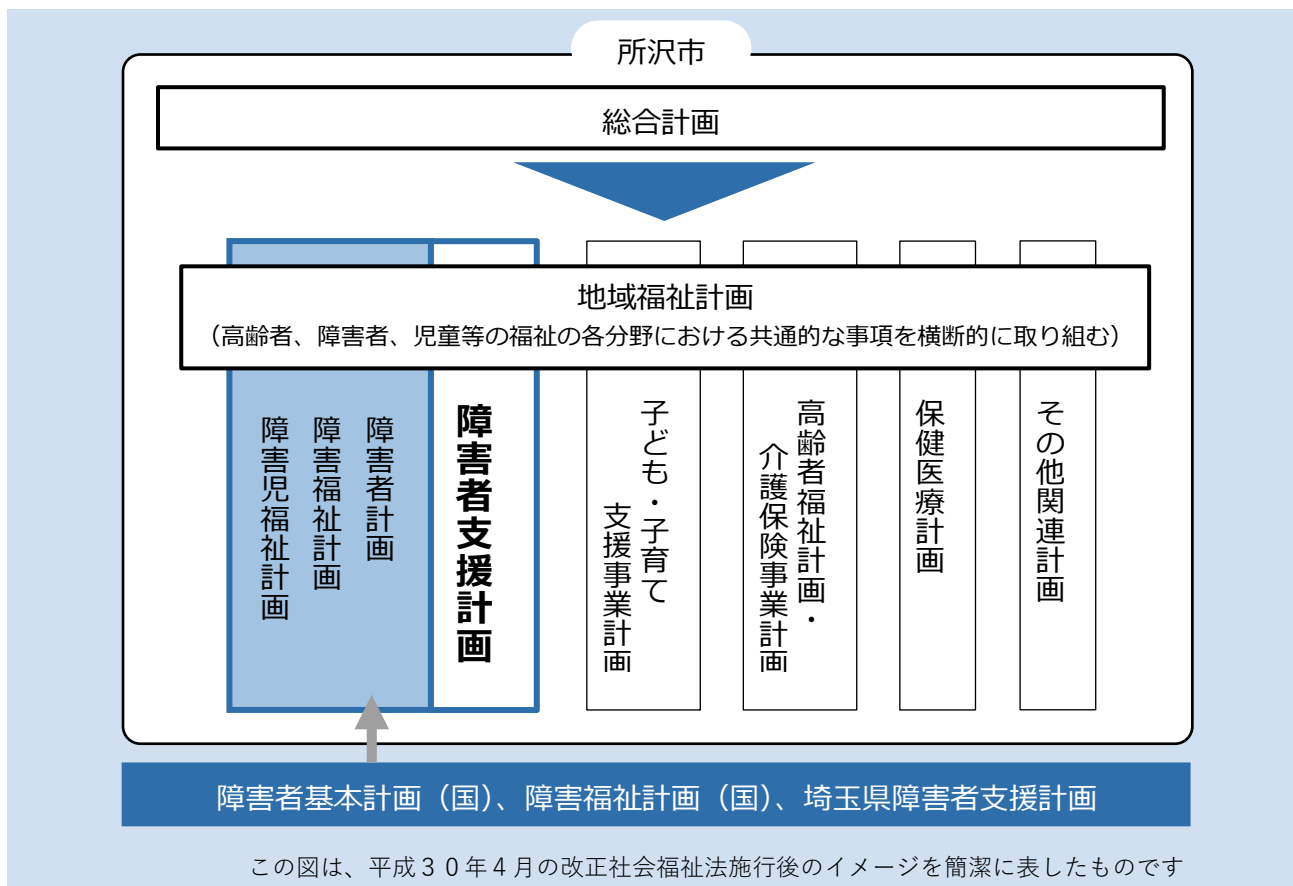 所沢市
総合計画
地域福祉計画
（高齢者、障害者、児童等の福祉の各分野における共通的な事項を横断的に取り組む）
障害者支援計画
障害者計画
障害福祉計画
障害児福祉計画
子ども・子育て
支援事業計画
高齢者福祉計画・
介護保険事業計画
保健医療計画
その他関連計画
障害者基本計画（国）、障害福祉計画（国）、埼玉県障害者支援計画
この図は、平成３０年４月の改正社会福祉法施行後のイメージを簡潔に表したものです